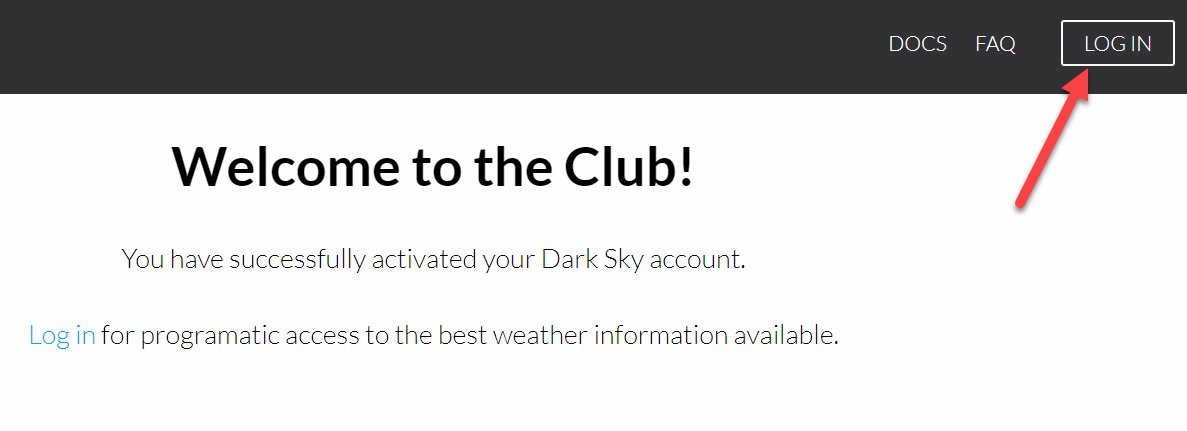 DOCS FAQ LOG IN
Welcome to the Club!
You have successfully activated your Dark Sky account.
Log in for programatic access to the best weather information available.